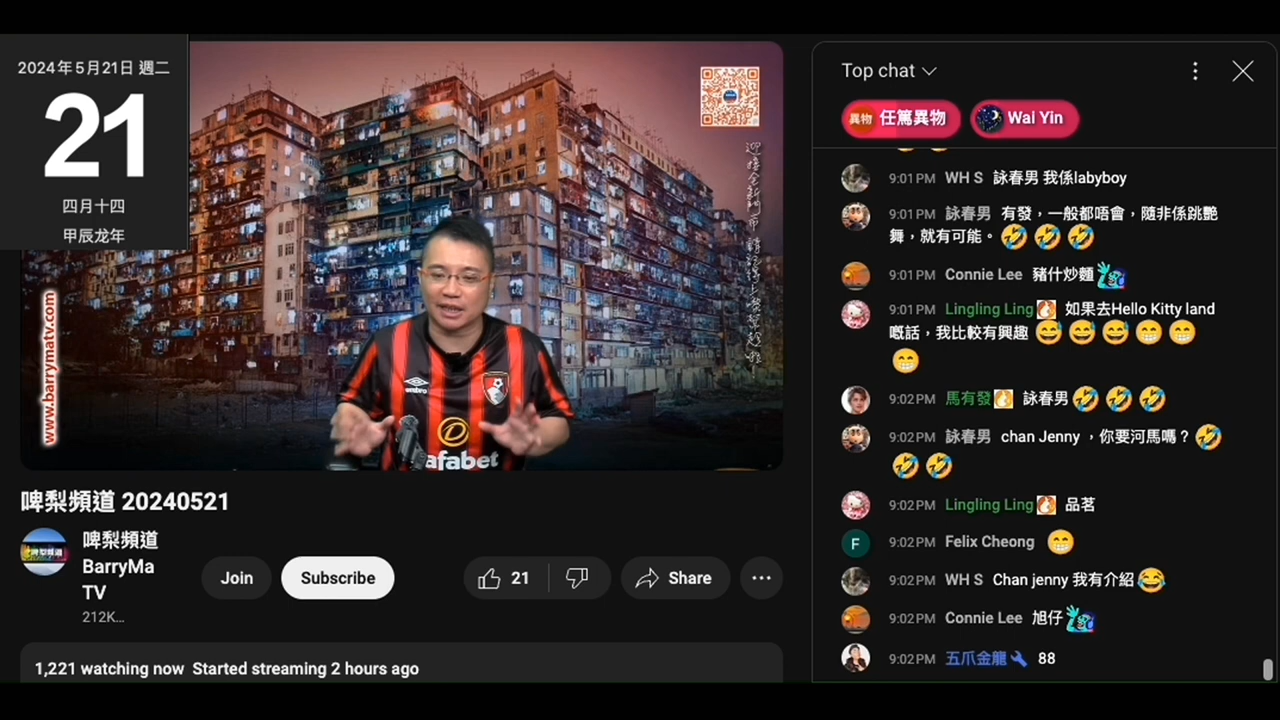 2024年5月21日 週二
21
四月十四
甲辰龙年
www.barrymatv.com
umbro
afabet
啤梨頻道 20240521
啤梨頻道
BarryMa
TV
212K...
Join
Subscribe
21
Share
1,221 watching now Started streaming 2 hours ago
Top chat
異物 任篤異物
Wai Yin
9:01 PM WH S 詠春男 我係labyboy
9:01 PM 詠春男 有發，一般都唔會，隨非係跳艷
舞，就有可能。🤣🤣🤣
9:01 PM Connie Lee 豬什炒麵
9:01 PM Lingling Ling 如果去Hello Kitty land
嘅話，我比較有興趣😅😅😅😁😁
😁
9:02 PM 馬有發 詠春男🤣🤣🤣
9:02 PM 詠春男 chan Jenny ，你要河馬嗎？🤣
🤣🤣
9:02 PM Lingling Ling 品茗
F 9:02 PM Felix Cheong 😁
9:02 PM WH S Chan jenny 我有介紹😂
9:02 PM Connie Lee 旭仔
9:02 PM 五爪金龍 88